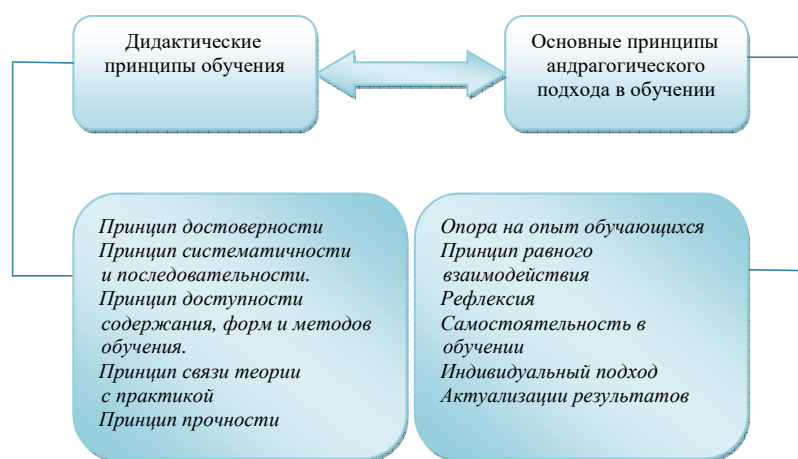 Дидактические
принципы обучения
Основные принципы
андрагогического
подхода в обучении
Принцип достоверности
Принцип систематичности
и последовательности.
Принцип доступности
содержания, форм и методов
обучения.
Принцип связи теории
с практикой
Принцип прочности
Опора на опыт обучающихся
Принцип равного
взаимодействия
Рефлексия
Самостоятельность в
обучении
Индивидуальный подход
Актуализации результатов